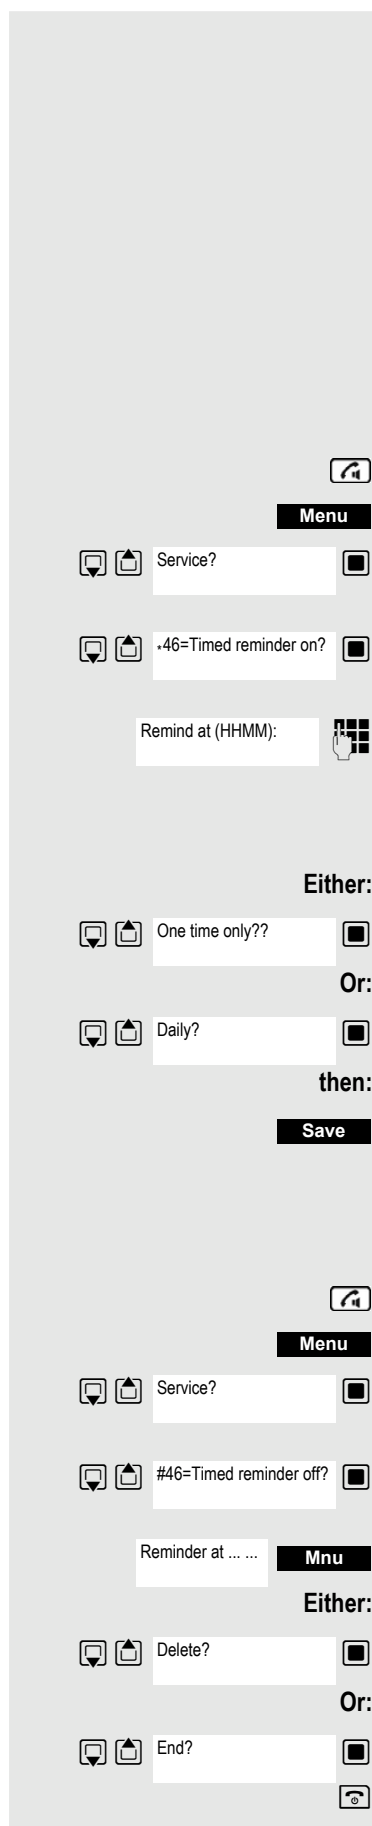 Menu
Service?
*46=Timed reminder on?
Remind at (HHMM):
Either:
One time only??
Or:
Daily?
then:
Save
Menu
Service?
#46=Timed reminder off?
Reminder at ... ...
Mnu
Either:
Delete?
Or:
End?